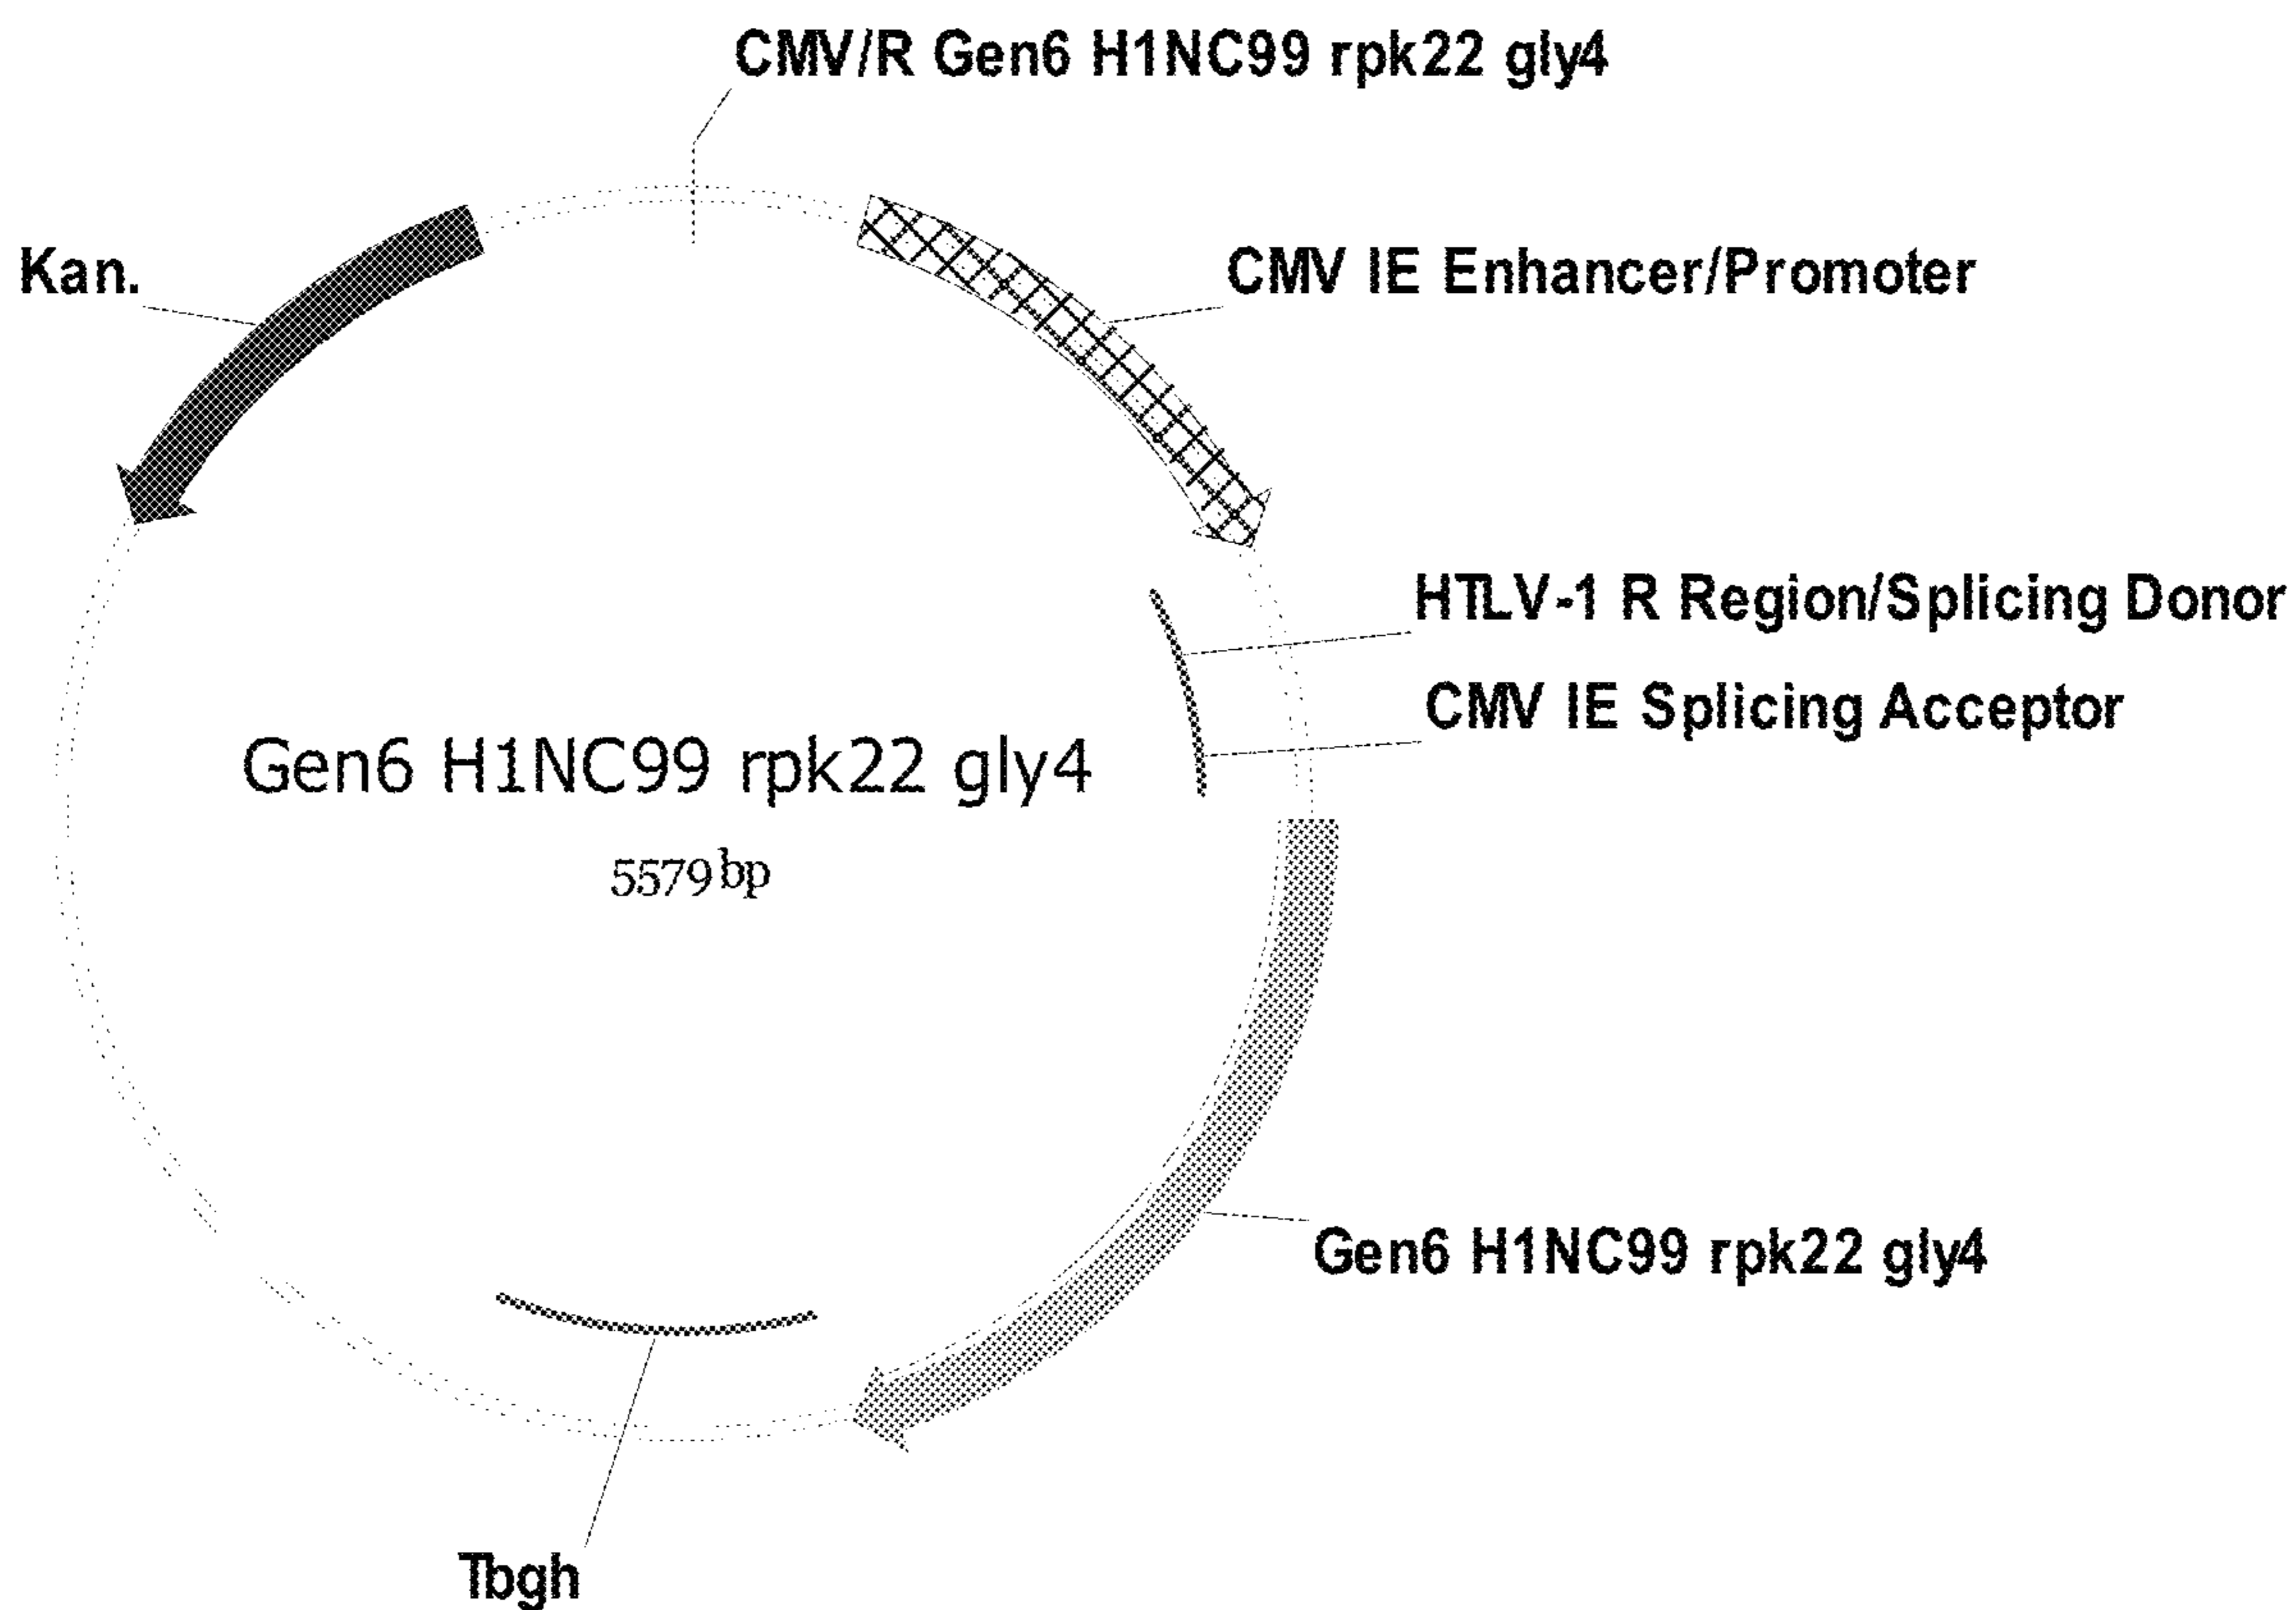 CMV/R Gen6 H1NC99 rpk22 gly4
Kan.
CMV IE Enhancer/Promoter
HTLV-1 R Region/Splicing Donor
CMV IE Splicing Acceptor
Gen6 H1NC99 rpk22 gly4
5579 bp
Gen6 H1NC99 rpk22 gly4
Tbgh